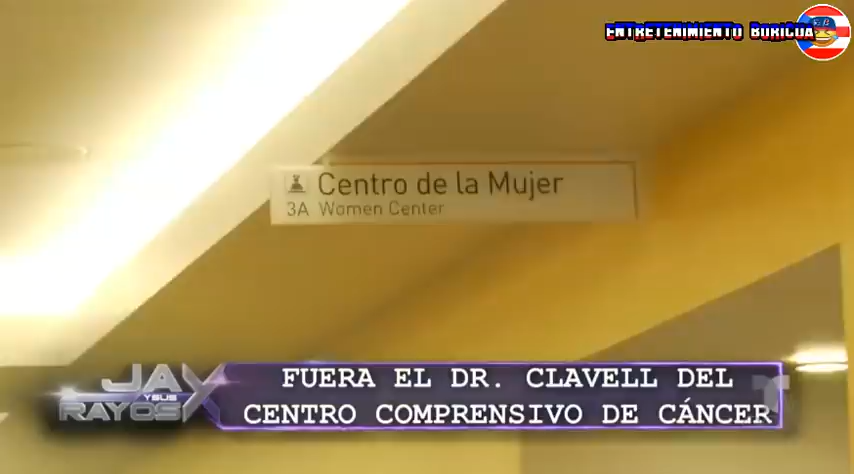 ENTRETENIMIENTO BORICUA
Centro de la Mujer
3A Women Center
JAY
Y SUS
RAYOS X
FUERA EL DR. CLAVELL DEL
CENTRO COMPRENSIVO DE CÁNCER